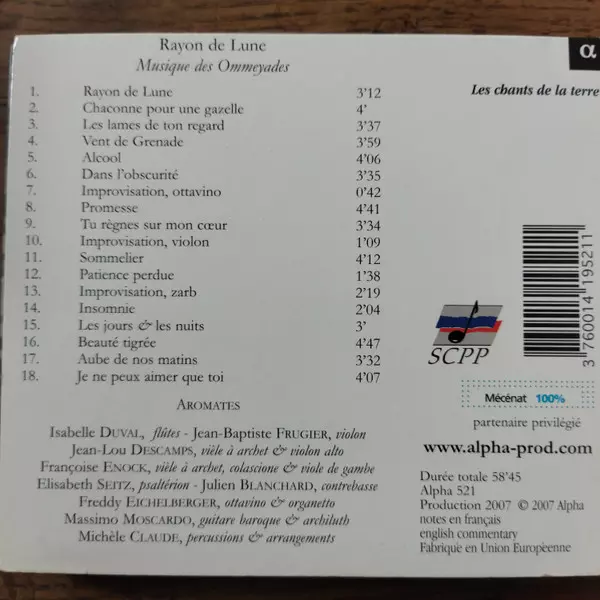 Rayon de Lune
Musique des Ommeyades
1. Rayon de Lune 3’12
2. Chaconne pour une gazelle 4’
3. Les lames de ton regard 3’37
4. Vent de Grenade 3’59
5. Alcool 4’06
6. Dans l’obscurité 3’35
7. Improvisation, ottavino 0’42
8. Promesse 4’41
9. Tu règnes sur mon cœur 3’34
10. Improvisation, violon 1’09
11. Sommelier 4’12
12. Patience perdue 1’38
13. Improvisation, zarb 2’19
14. Insomnie 2’04
15. Les jours & les nuits 3’
16. Beauté tigrée 4’47
17. Aube de nos matins 3’32
18. Je ne peux aimer que toi 4’07
AROMATES
Isabelle DUVAL, flûtes - Jean-Baptiste FRUGIER, violon
Jean-Lou DESCAMPS, vièle à archet & violon alto
Françoise ENOCK, vièle à archet, colascione & viole de gambe
Elisabeth SEITZ, psaltérion - Julien BLANCHARD, contrebasse
Freddy EICHELBERGER, ottavino & organetto
Massimo MOSCARDO, guitare baroque & archiluth
Michèle CLAUDE, percussions & arrangements
α
Les chants de la terre
3 760014 195211
SCPP
Mécénat 100%
partenaire privilégié
www.alpha-prod.com
Durée totale 58’45
Alpha 521
Production 2007 © 2007 Alpha
notes en français
english commentary
Fabriqué en Union Européenne